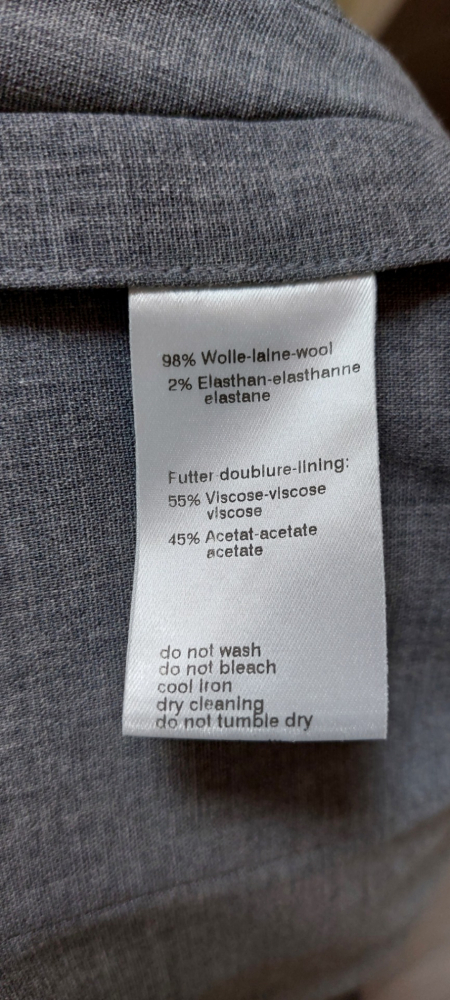 98% Wolle-laine-wool
2% Elasthan-elasthanne
elastane
Futter-doublure-lining:
55% Viscose-viscose
viscose
45% Acetat-acetate
acetate
do not wash
do not bleach
cool iron
dry cleaning
do not tumble dry